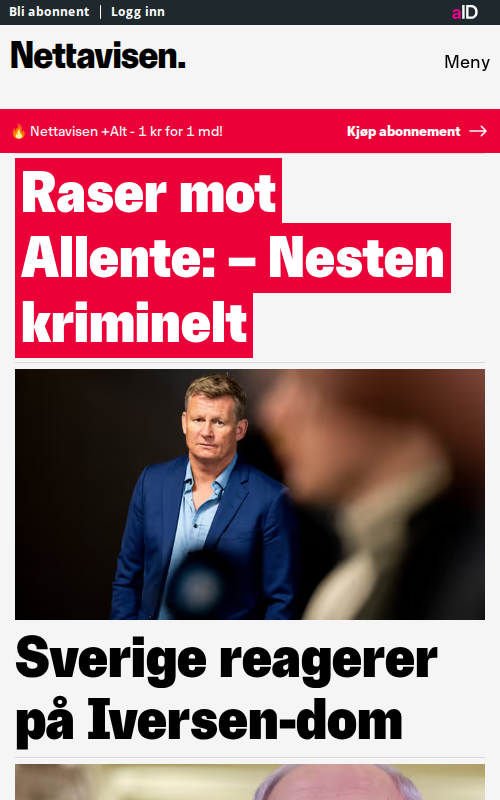 Bli abonnent | Logg inn
aID
Nettavisen.
Meny
🔥 Nettavisen +Alt - 1 kr for 1 md!
Kjøp abonnement →
Raser mot
Allente: – Nesten
kriminelt
Sverige reagerer
på Iversen-dom